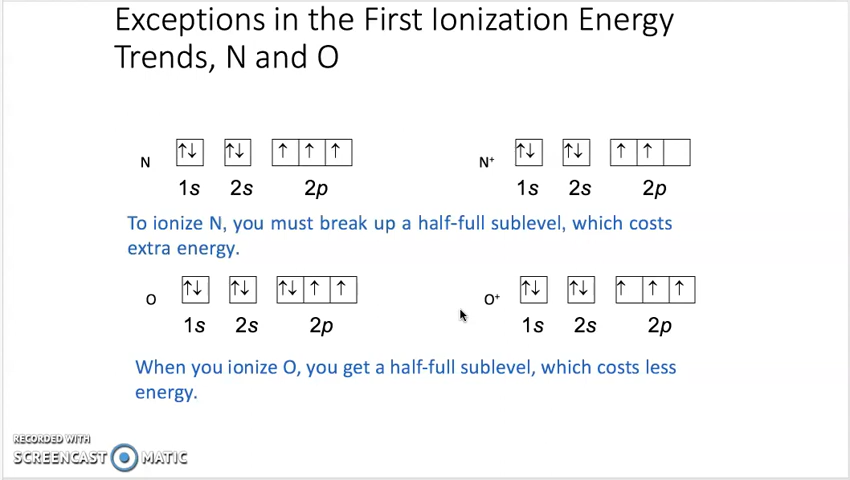 Exceptions in the First Ionization Energy
Trends, N and O
N ↑↓ ↑↓ ↑ ↑ ↑ N⁺ ↑↓ ↑↓ ↑ ↑
1s 2s 2p 1s 2s 2p
To ionize N, you must break up a half-full sublevel, which costs
extra energy.
O ↑↓ ↑↓ ↑↓ ↑ ↑ O⁺ ↑↓ ↑↓ ↑ ↑ ↑
1s 2s 2p 1s 2s 2p
When you ionize O, you get a half-full sublevel, which costs less
energy.
RECORDED WITH
SCREENCAST MATIC